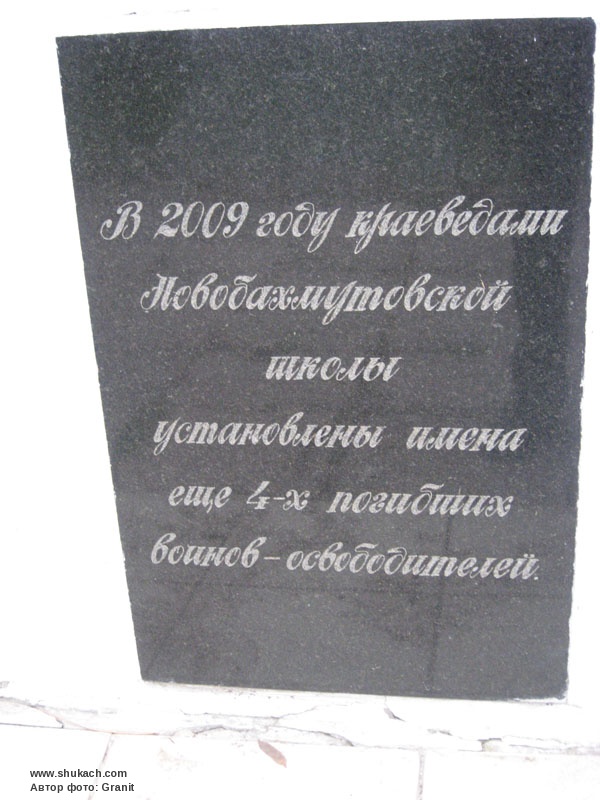 В 2009 году краеведами
Новобахмутовской
школы
установлены имена
еще 4-х погибших
воинов – освободителей.
www.shukach.com
Автор фото: Granit